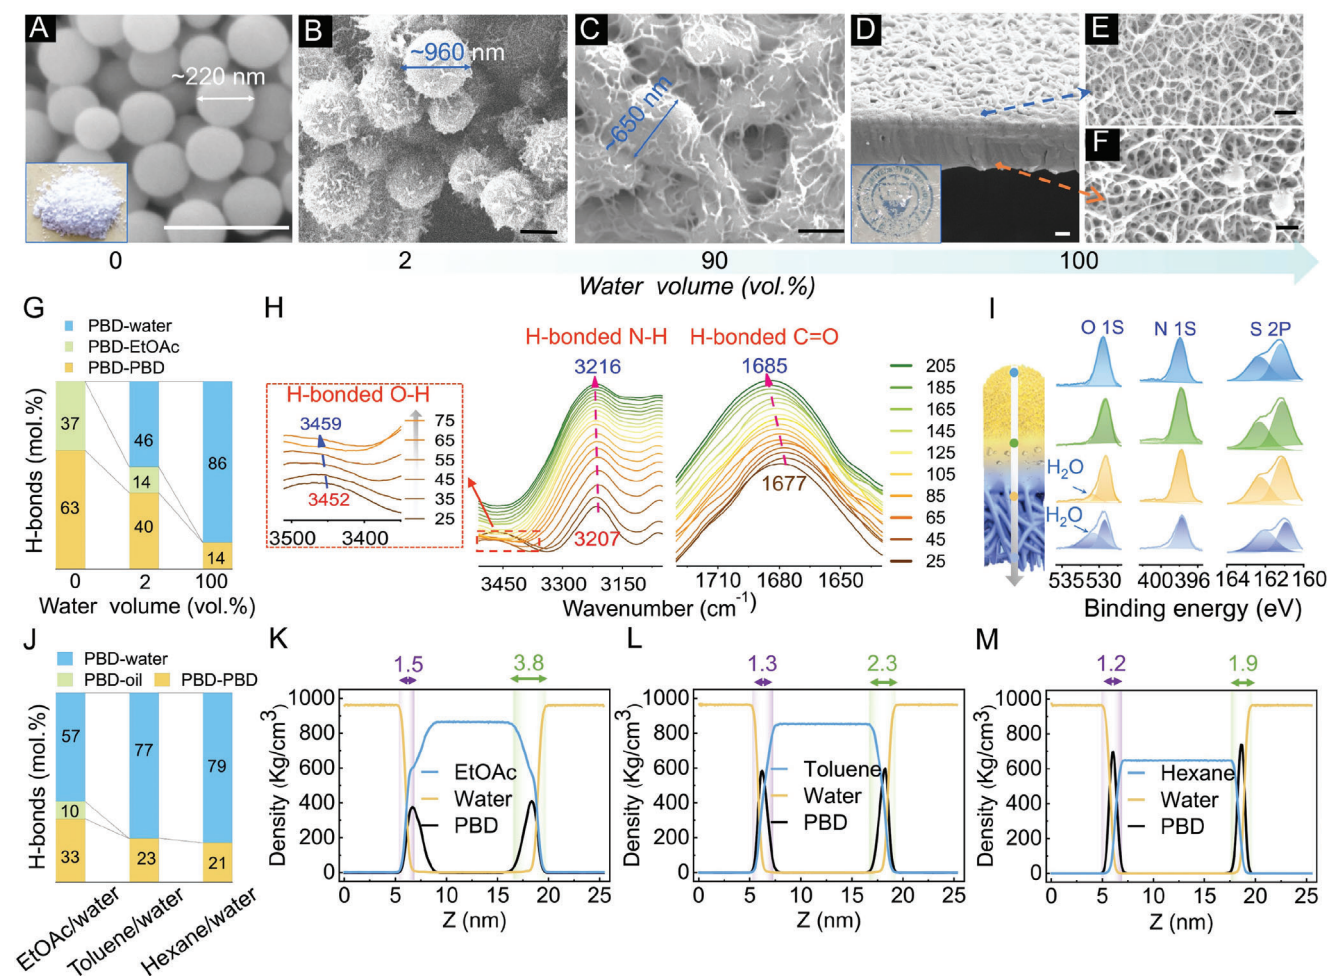 A
~220 nm
B
~960 nm
C
~650 nm
D
E
F
0
2
90
100
Water volume (vol.%)
G
PBD-water
PBD-EtOAc
PBD-PBD
H-bonds (mol.%)
37
63
46
14
40
86
14
0
2
100
Water volume (vol.%)
H
H-bonded O-H
3459
3452
75
65
55
45
35
25
3500
3400
H-bonded N-H
3216
3207
H-bonded C=O
1685
1677
205
185
165
145
125
105
85
65
45
25
3450
3300
3150
1710
1680
1650
Wavenumber (cm⁻¹)
I
O 1S
N 1S
S 2P
H₂O
H₂O
535
530
400
396
164
162
160
Binding energy (eV)
J
PBD-water
PBD-oil
PBD-PBD
H-bonds (mol.%)
57
10
33
77
23
79
21
EtOAc/water
Toluene/water
Hexane/water
K
1.5
3.8
1000
800
600
400
200
0
Density (Kg/cm³)
EtOAc
Water
PBD
0
5
10
15
20
25
Z (nm)
L
1.3
2.3
1000
800
600
400
200
0
Density (Kg/cm³)
Toluene
Water
PBD
0
5
10
15
20
25
Z (nm)
M
1.2
1.9
1000
800
600
400
200
0
Density (Kg/cm³)
Hexane
Water
PBD
0
5
10
15
20
25
Z (nm)